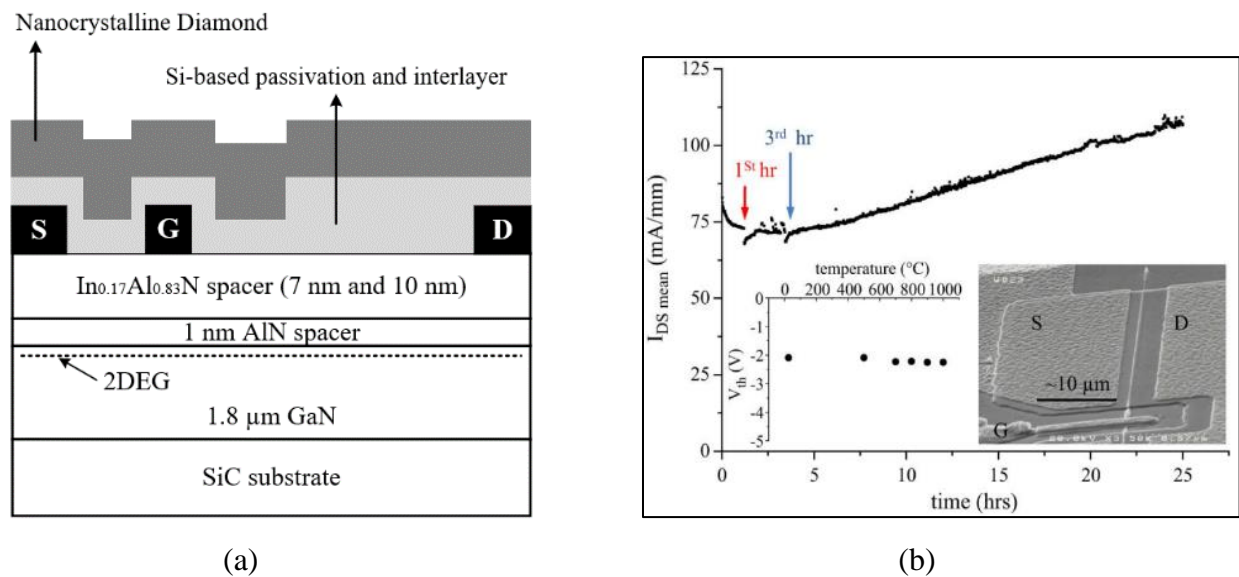 Nanocrystalline Diamond
Si-based passivation and interlayer
S
G
D
In0.17Al0.83N spacer (7 nm and 10 nm)
1 nm AlN spacer
2DEG
1.8 µm GaN
SiC substrate
(a)
125
100
75
50
25
0
IDS mean (mA/mm)
1St hr
3rd hr
temperature (°C)
0 200 400 600 800 1000
0
-1
-2
-3
-4
-5
Vth (V)
S
D
~10 µm
G
0 5 10 15 20 25
time (hrs)
(b)